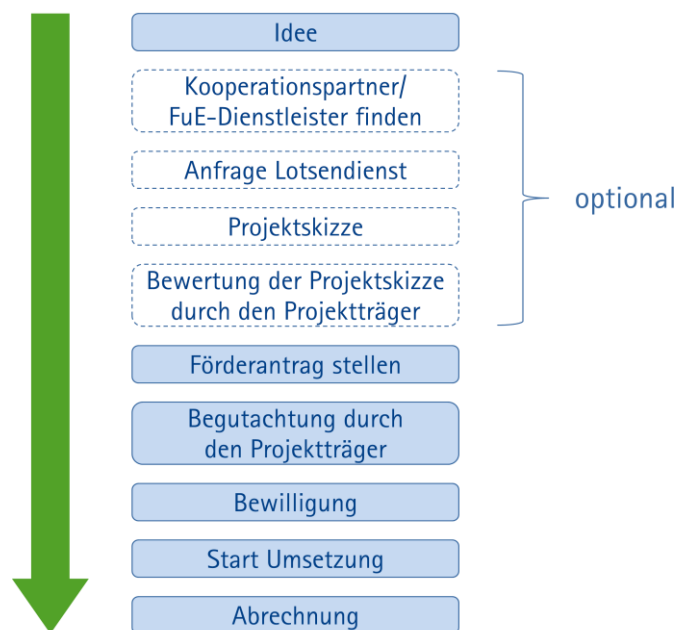 Idee
Kooperationspartner/
FuE-Dienstleister finden
Anfrage Lotsendienst
Projektskizze
Bewertung der Projektskizze
durch den Projektträger
optional
Förderantrag stellen
Begutachtung durch
den Projektträger
Bewilligung
Start Umsetzung
Abrechnung